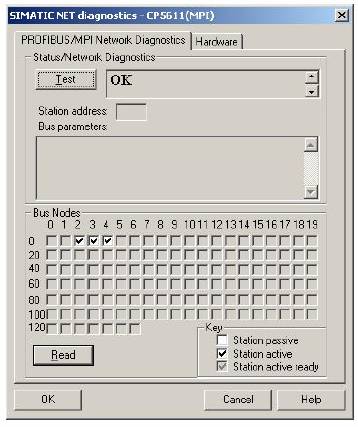 SIMATIC NET diagnostics - CP5611(MPI)
PROFIBUS/MPI Network Diagnostics Hardware
Status/Network Diagnostics
Test OK
Station address:
Bus parameters:
Bus Nodes
0 1 2 3 4 5 6 7 8 9 10 11 12 13 14 15 16 17 18 19
0
20
40
60
80
100
120
Key
Station passive
Read Station active
Station active ready
OK Cancel Help